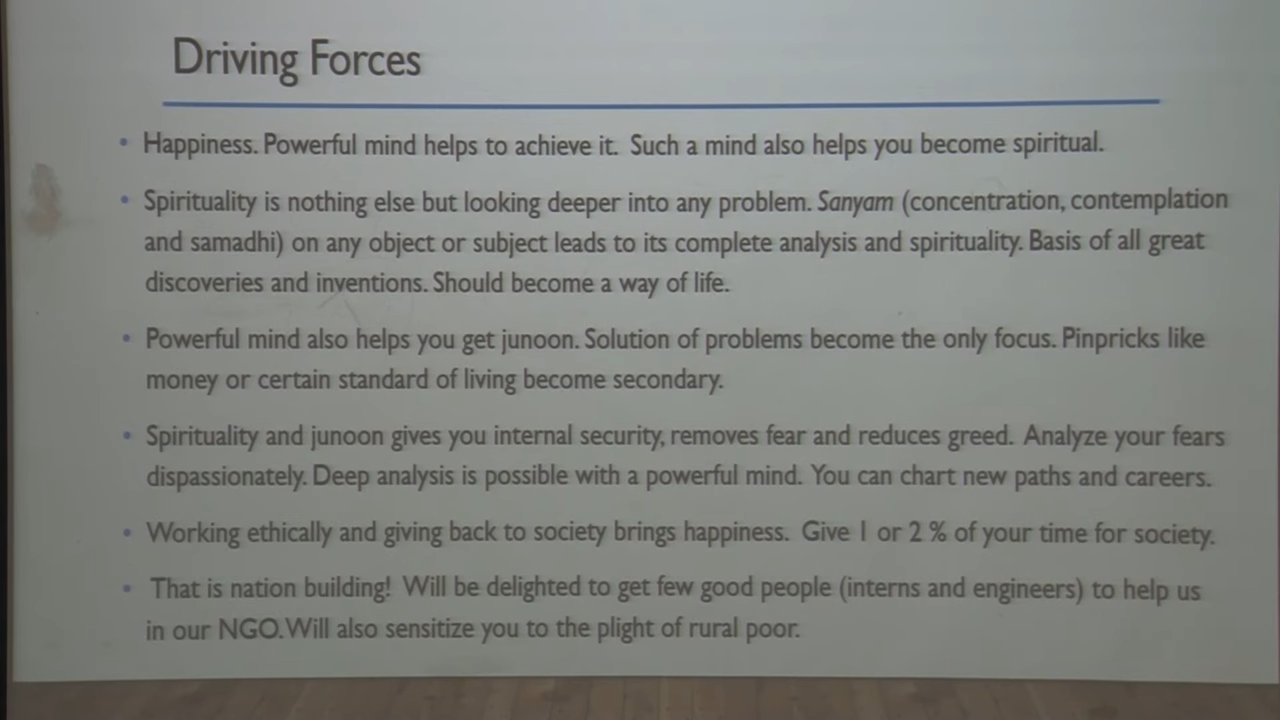 Driving Forces
• Happiness. Powerful mind helps to achieve it. Such a mind also helps you become spiritual.
• Spirituality is nothing else but looking deeper into any problem. Sanyam (concentration, contemplation
and samadhi) on any object or subject leads to its complete analysis and spirituality. Basis of all great
discoveries and inventions. Should become a way of life.
• Powerful mind also helps you get junoon. Solution of problems become the only focus. Pinpricks like
money or certain standard of living become secondary.
• Spirituality and junoon gives you internal security, removes fear and reduces greed. Analyze your fears
dispassionately. Deep analysis is possible with a powerful mind. You can chart new paths and careers.
• Working ethically and giving back to society brings happiness. Give 1 or 2 % of your time for society.
• That is nation building! Will be delighted to get few good people (interns and engineers) to help us
in our NGO. Will also sensitize you to the plight of rural poor.